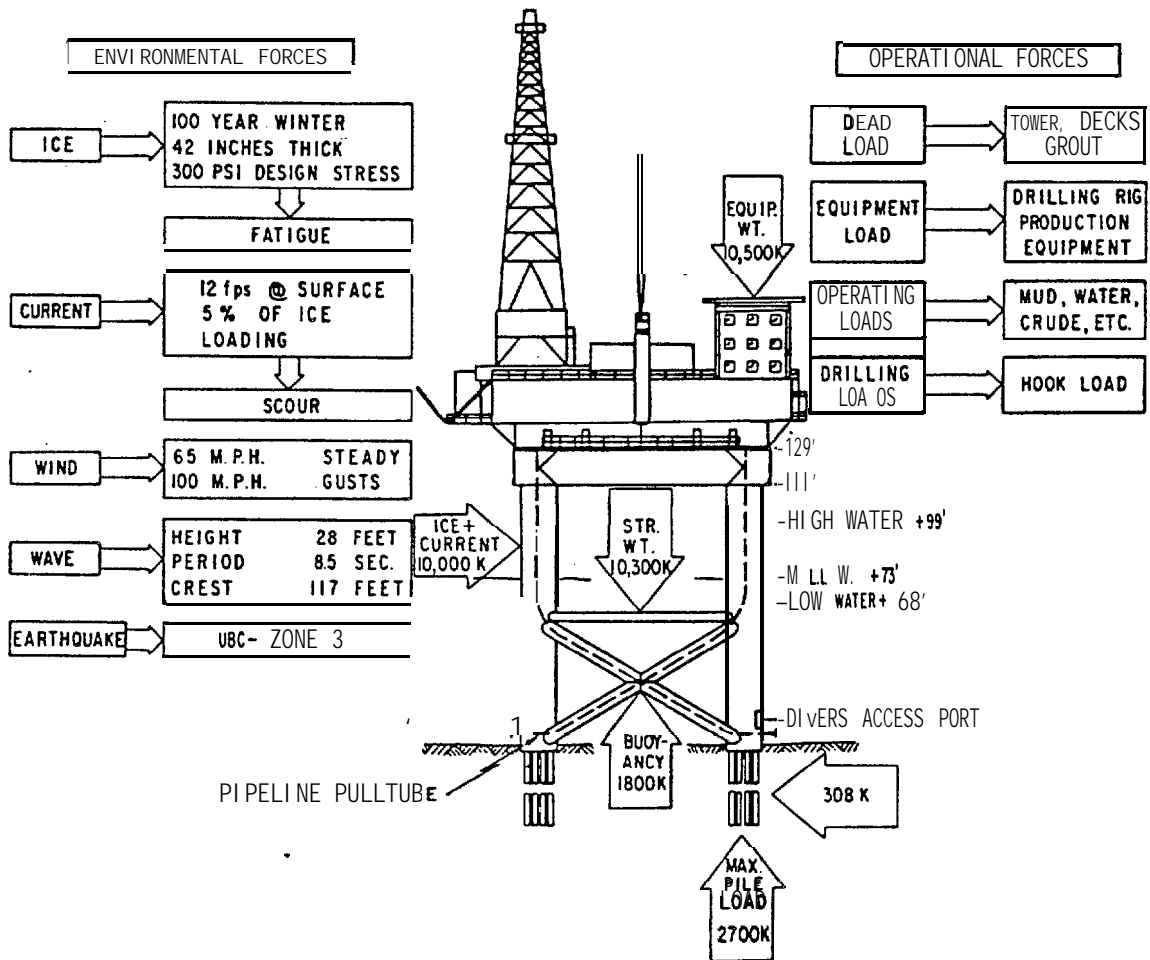 ENVIRONMENTAL FORCES
ICE
100 YEAR WINTER
42 INCHES THICK
300 PSI DESIGN STRESS
FATIGUE
CURRENT
12 fps @ SURFACE
5 % OF ICE
LOADING
SCOUR
WIND
65 M.P.H. STEADY
100 M.P.H. GUSTS
WAVE
HEIGHT 28 FEET
PERIOD 8.5 SEC.
CREST 117 FEET
EARTHQUAKE
UBC- ZONE 3
OPERATIONAL FORCES
DEAD
LOAD
TOWER, DECKS
GROUT
EQUIPMENT
LOAD
DRILLING RIG
PRODUCTION
EQUIPMENT
OPERATING
LOADS
MUD, WATER,
CRUDE, ETC.
DRILLING
LOA OS
HOOK LOAD
EQUIP.
WT.
10,500K
ICE+
CURRENT
10,000 K
STR.
WT.
10,300K
-129'
-111'
-HIGH WATER +99'
-M L.L W. +73'
-LOW WATER+ 68'
-DIVERS ACCESS PORT
BUOY-
ANCY
1800K
PIPELINE PULLTUBE
308 K
MAX.
PILE
LOAD
2700K